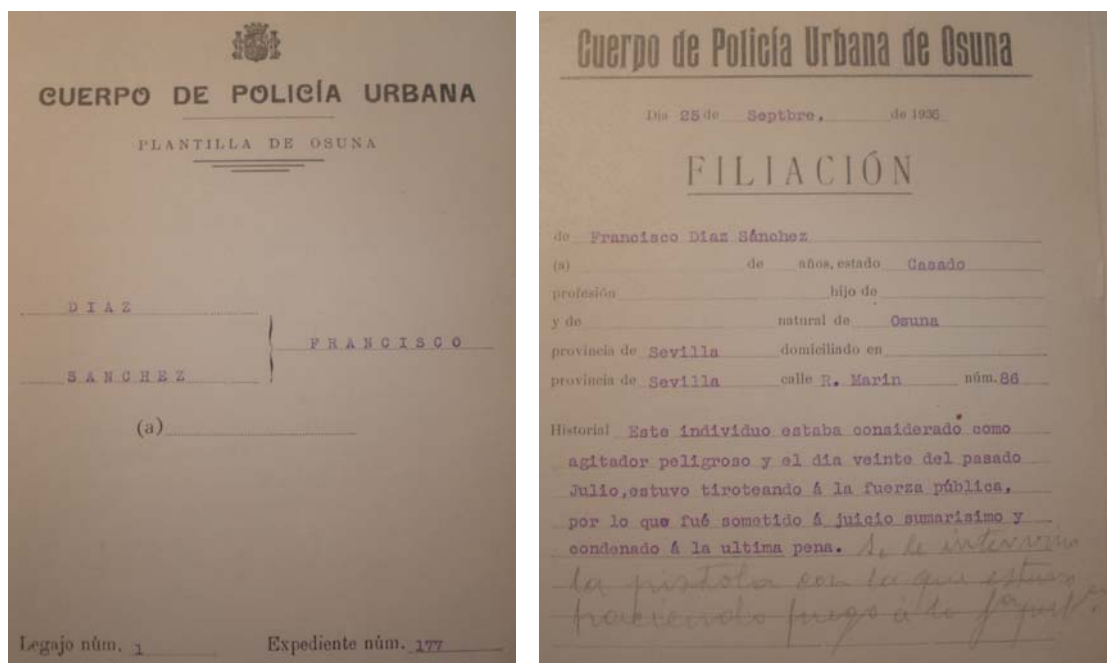 CUERPO DE POLICÍA URBANA
PLANTILLA DE OSUNA
DIAZ
FRANCISCO
SANCHEZ
(a)
Legajo núm. 1 Expediente núm. 177
Cuerpo de Policía Urbana de Osuna
Día 25 de Septbre, de 1936
FILIACIÓN
de Francisco Diaz Sánchez
(a) de años, estado Casado
profesión hijo de
y de natural de Osuna
provincia de Sevilla domiciliado en
provincia de Sevilla calle R. Marin núm. 86
Historial Este individuo estaba considerado como
agitador peligroso y el dia veinte del pasado
Julio,estuvo tiroteando á la fuerza pública,
por lo que fué sometido á juicio sumarisimo y
condenado á la ultima pena. Se le intervino
la pistola con la que estuvo
haciendo fuego á la